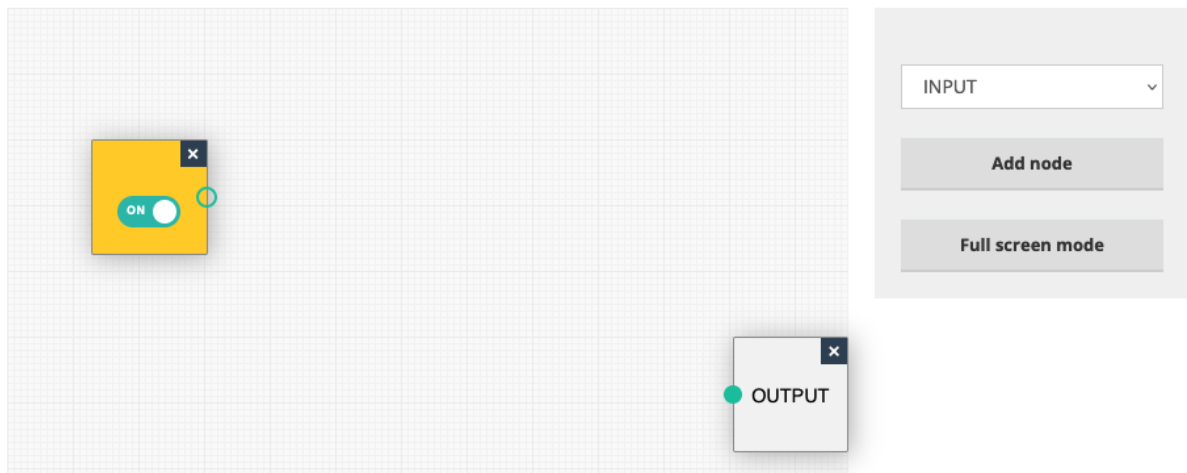 INPUT
Add node
ON
Full screen mode
OUTPUT